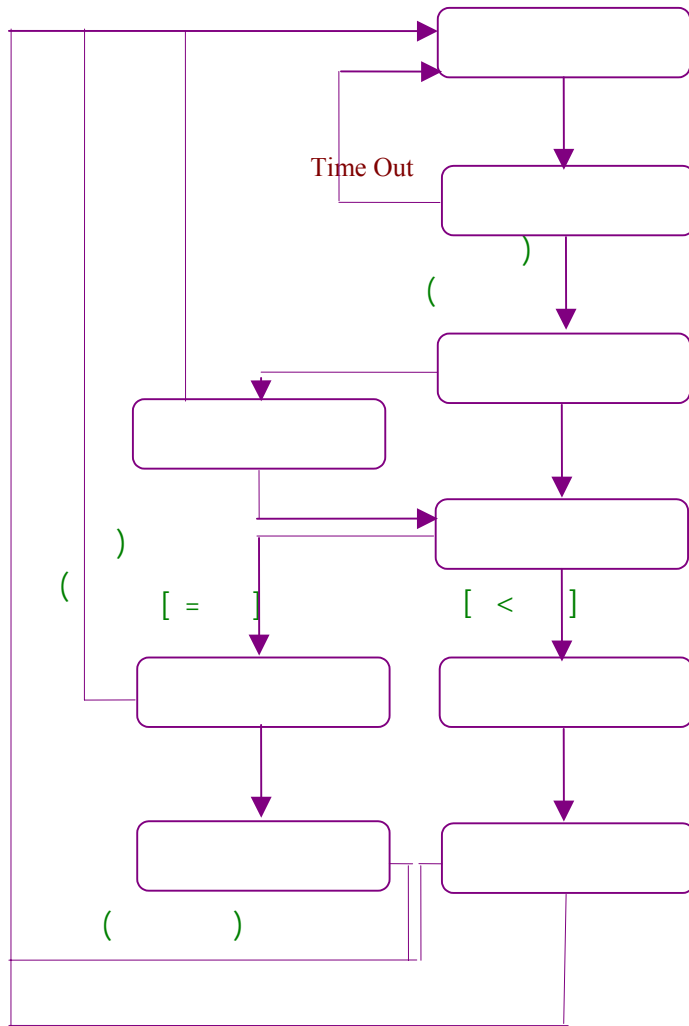 Time Out
)
(
)
(
[ = ]
[ < ]
( )